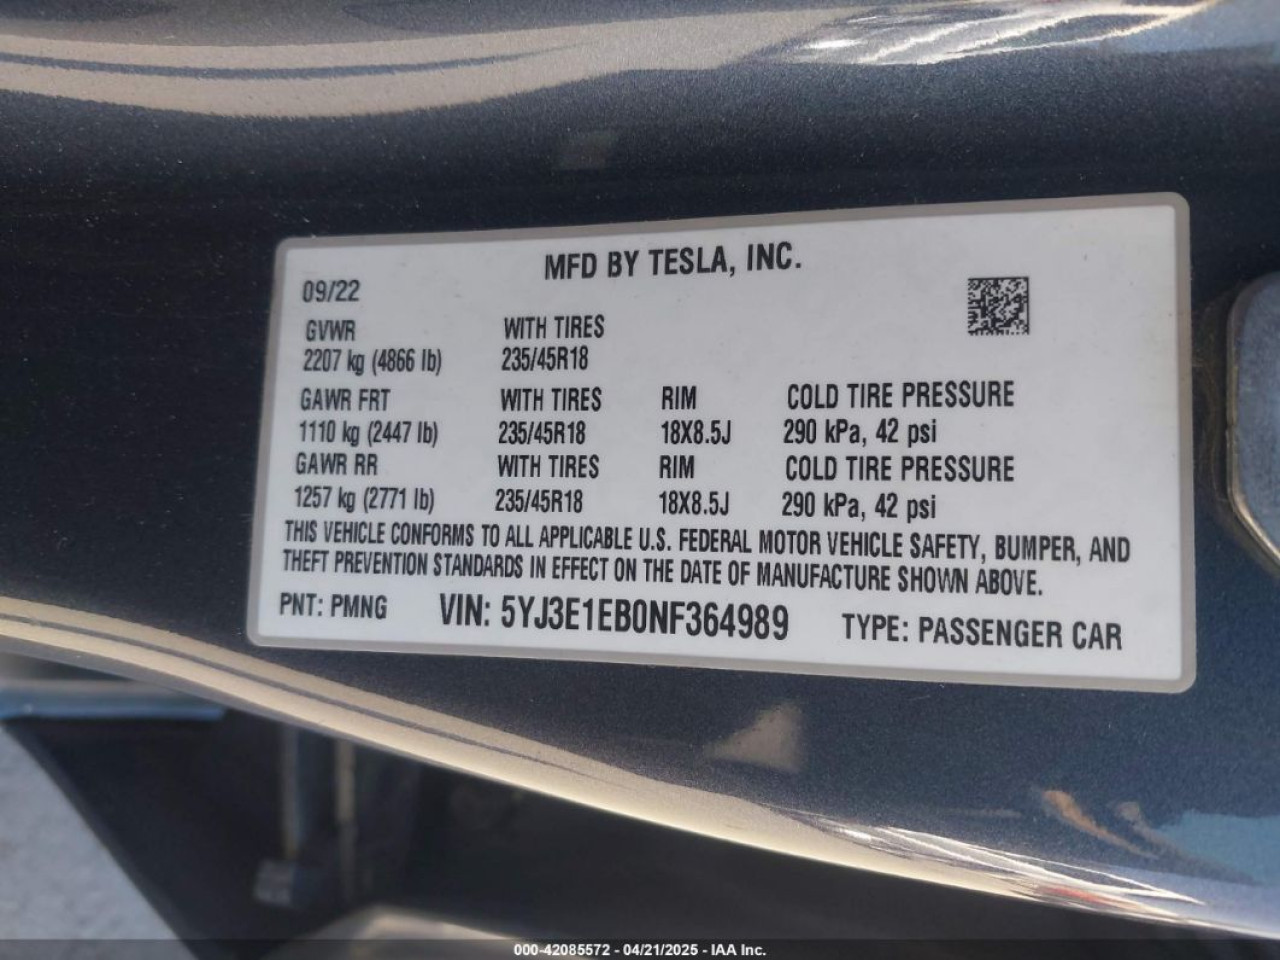 MFD BY TESLA, INC.
09/22
GVWR WITH TIRES
2207 kg (4866 lb) 235/45R18
GAWR FRT WITH TIRES RIM COLD TIRE PRESSURE
1110 kg (2447 lb) 235/45R18 18X8.5J 290 kPa, 42 psi
GAWR RR WITH TIRES RIM COLD TIRE PRESSURE
1257 kg (2771 lb) 235/45R18 18X8.5J 290 kPa, 42 psi
THIS VEHICLE CONFORMS TO ALL APPLICABLE U.S. FEDERAL MOTOR VEHICLE SAFETY, BUMPER, AND
THEFT PREVENTION STANDARDS IN EFFECT ON THE DATE OF MANUFACTURE SHOWN ABOVE.
PNT: PMNG VIN: 5YJ3E1EB0NF364989 TYPE: PASSENGER CAR
000-42085572 - 04/21/2025 - IAA Inc.